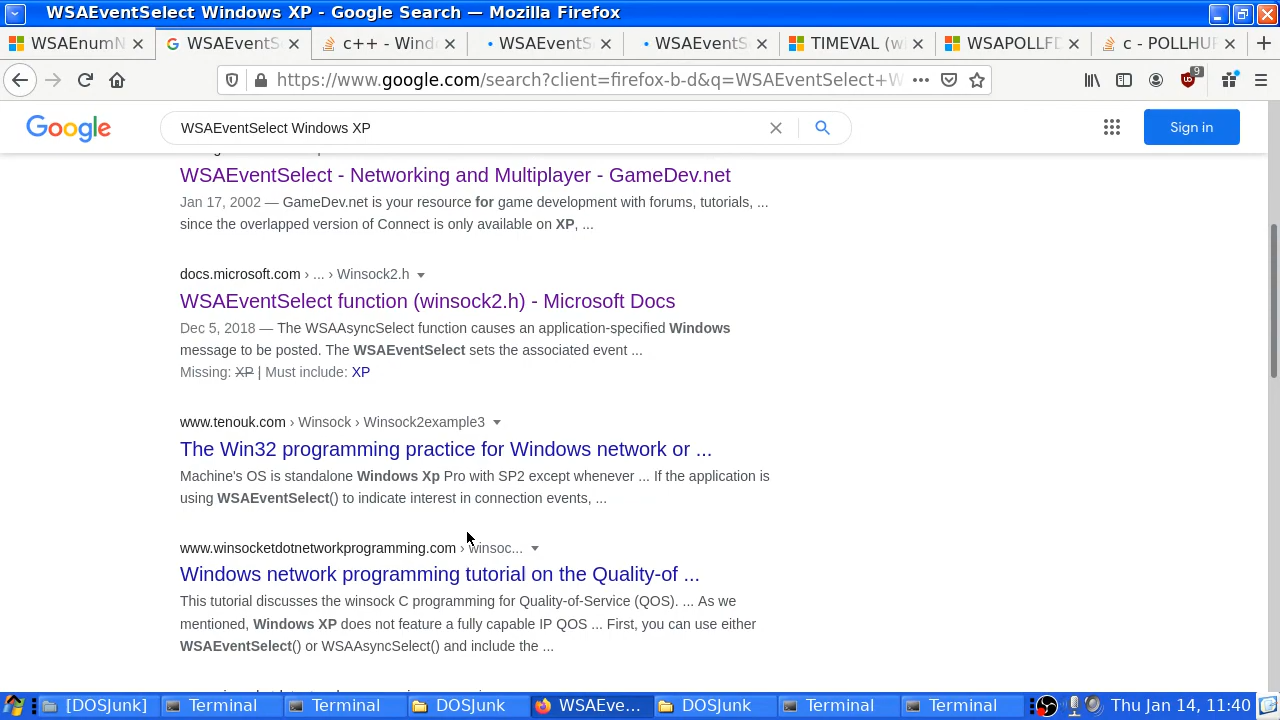 WSAEventSelect Windows XP - Google Search — Mozilla Firefox
WSAEnumN
WSAEventS
c++ - Wind
WSAEventS
WSAEventS
TIMEVAL (wi
WSAPOLLFD
c - POLLHUP
https://www.google.com/search?client=firefox-b-d&q=WSAEventSelect+W
9
Google
WSAEventSelect Windows XP
Sign in
WSAEventSelect - Networking and Multiplayer - GameDev.net
Jan 17, 2002 — GameDev.net is your resource for game development with forums, tutorials, ...
since the overlapped version of Connect is only available on XP, ...
docs.microsoft.com › ... › Winsock2.h
WSAEventSelect function (winsock2.h) - Microsoft Docs
Dec 5, 2018 — The WSAAsyncSelect function causes an application-specified Windows
message to be posted. The WSAEventSelect sets the associated event ...
Missing: XP | Must include: XP
www.tenouk.com › Winsock › Winsock2example3
The Win32 programming practice for Windows network or ...
Machine's OS is standalone Windows Xp Pro with SP2 except whenever ... If the application is
using WSAEventSelect() to indicate interest in connection events, ...
www.winsocketdotnetworkprogramming.com › winsoc...
Windows network programming tutorial on the Quality-of ...
This tutorial discusses the winsock C programming for Quality-of-Service (QOS). ... As we
mentioned, Windows XP does not feature a fully capable IP QOS ... First, you can use either
WSAEventSelect() or WSAAsyncSelect() and include the ...
[DOSJunk]
Terminal
Terminal
DOSJunk
WSAEve...
DOSJunk
Terminal
Terminal
Thu Jan 14, 11:40